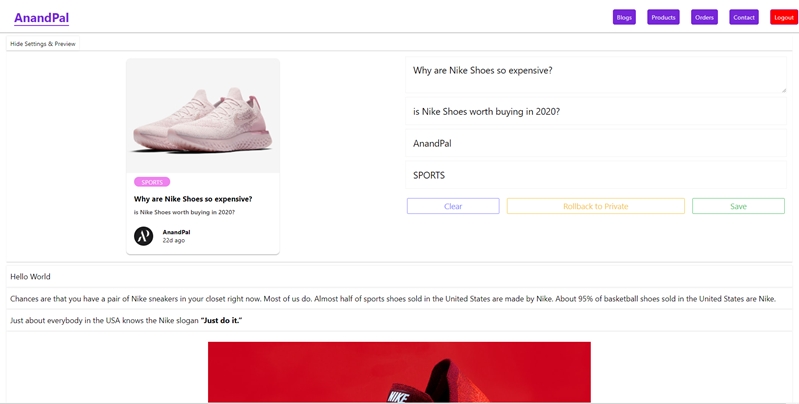 AnandPal
Blogs
Products
Orders
Contact
Logout
Hide Settings & Preview
SPORTS
Why are Nike Shoes so expensive?
is Nike Shoes worth buying in 2020?
AnandPal
22d ago
Why are Nike Shoes so expensive?
is Nike Shoes worth buying in 2020?
AnandPal
SPORTS
Clear
Rollback to Private
Save
Hello World
Chances are that you have a pair of Nike sneakers in your closet right now. Most of us do. Almost half of sports shoes sold in the United States are made by Nike. About 95% of basketball shoes sold in the United States are Nike.
Just about everybody in the USA knows the Nike slogan “Just do it.”
NIKE